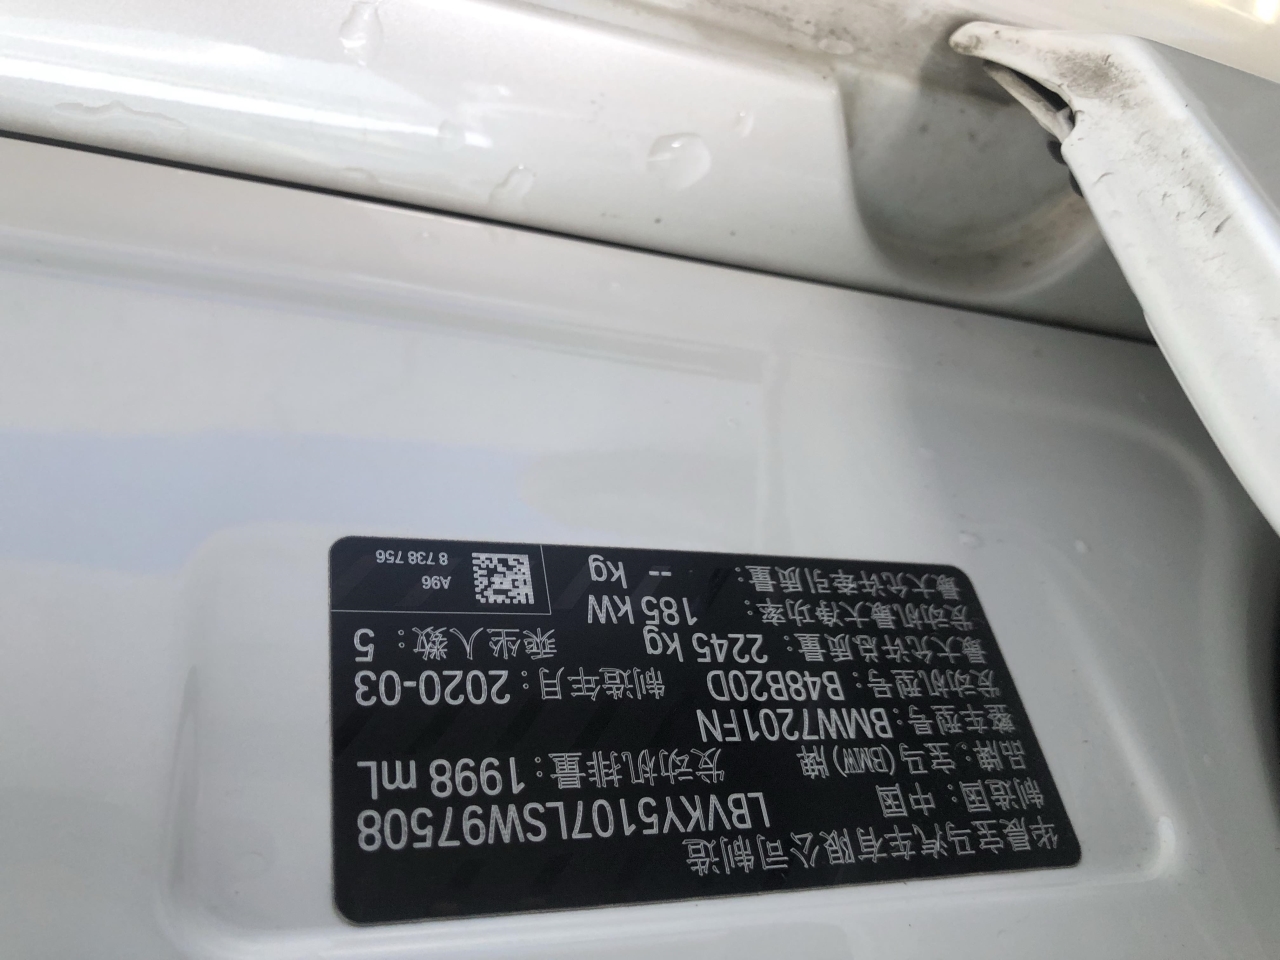 华晨宝马汽车有限公司制造
制造国：中国 LBVKY5107LSW97508
品牌：宝马 (BMW) 牌 发动机排量：1998 mL
整车型号：BMW7201FN
发动机型号：B48B20D 制造年月：2020-03
最大允许总质量：2245 kg 乘坐人数：5
发动机最大净功率：185 kW
最大允许牵引质量：-- kg
A96
8 738 756